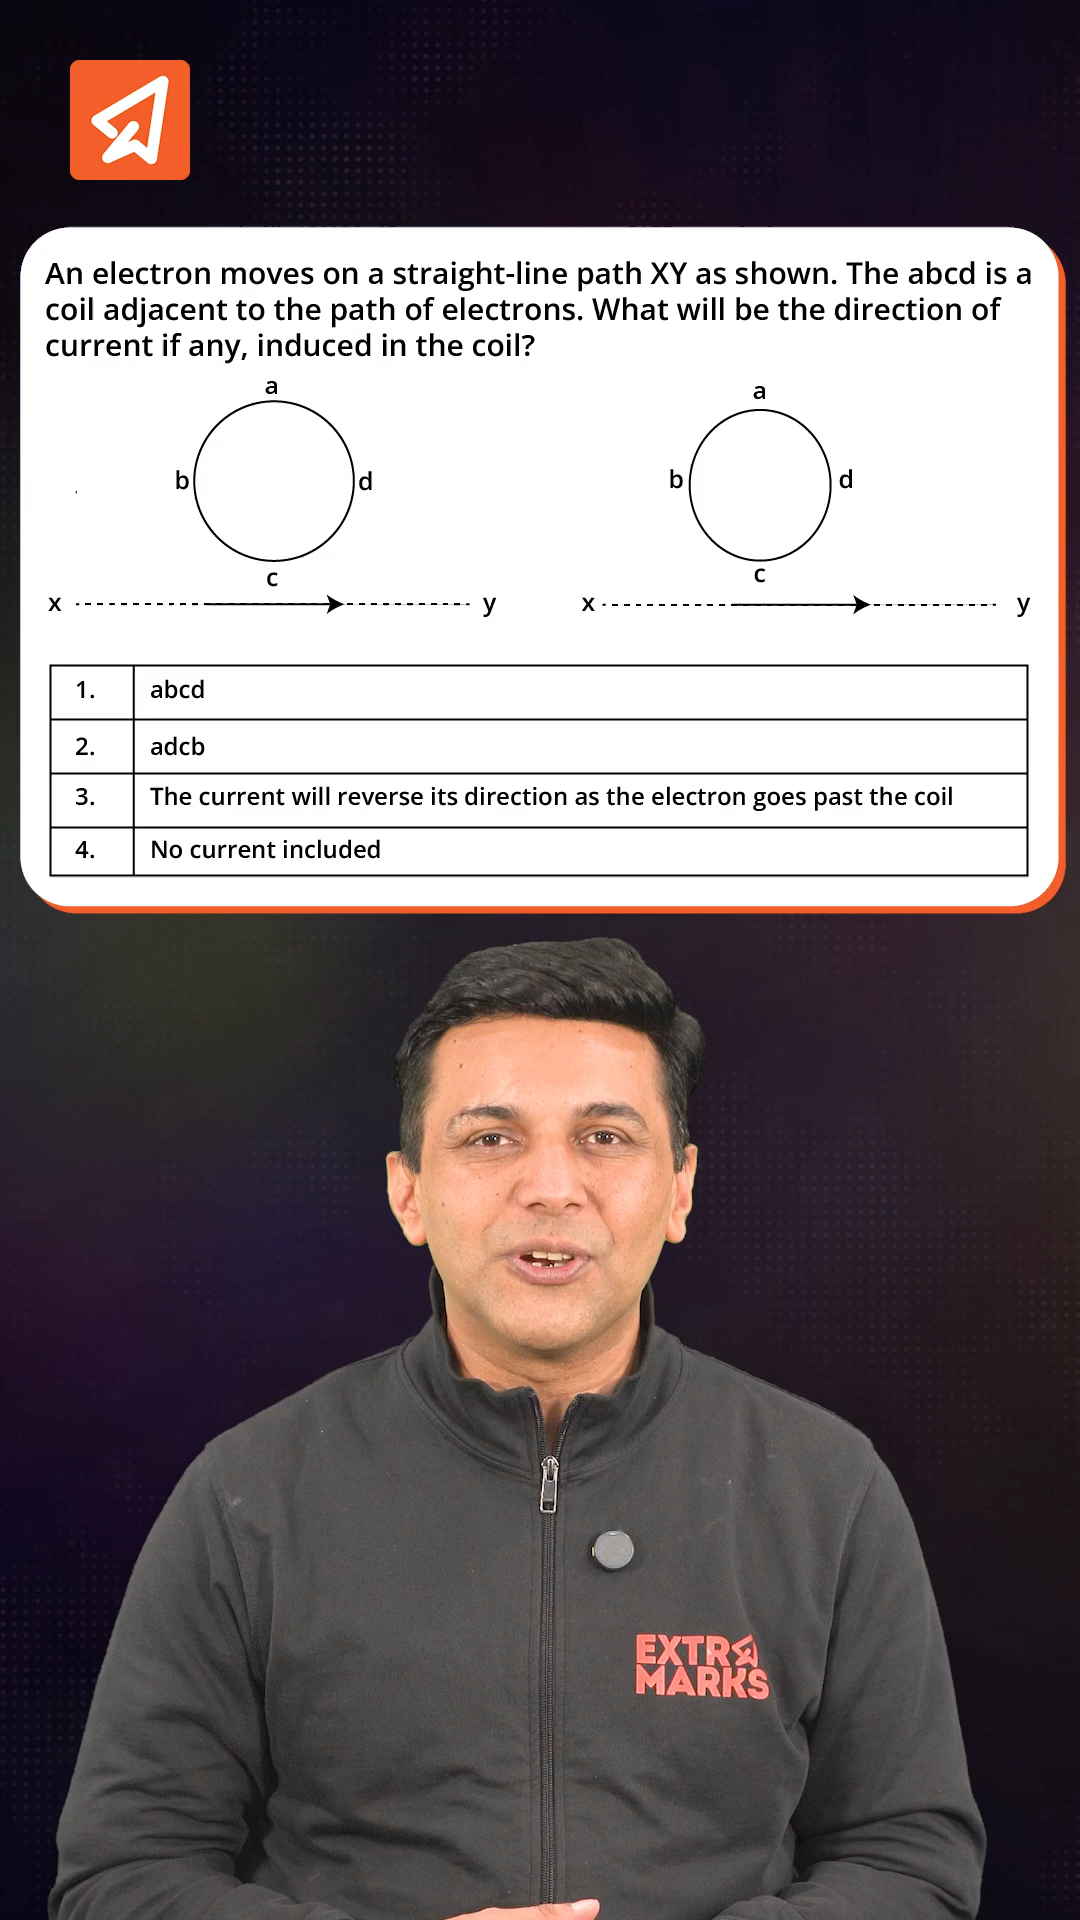 An electron moves on a straight-line path XY as shown. The abcd is a
coil adjacent to the path of electrons. What will be the direction of
current if any, induced in the coil?
a
b
d
c
x
y
a
b
d
c
x
y
1. abcd
2. adcb
3. The current will reverse its direction as the electron goes past the coil
4. No current included
EXTRA
MARKS